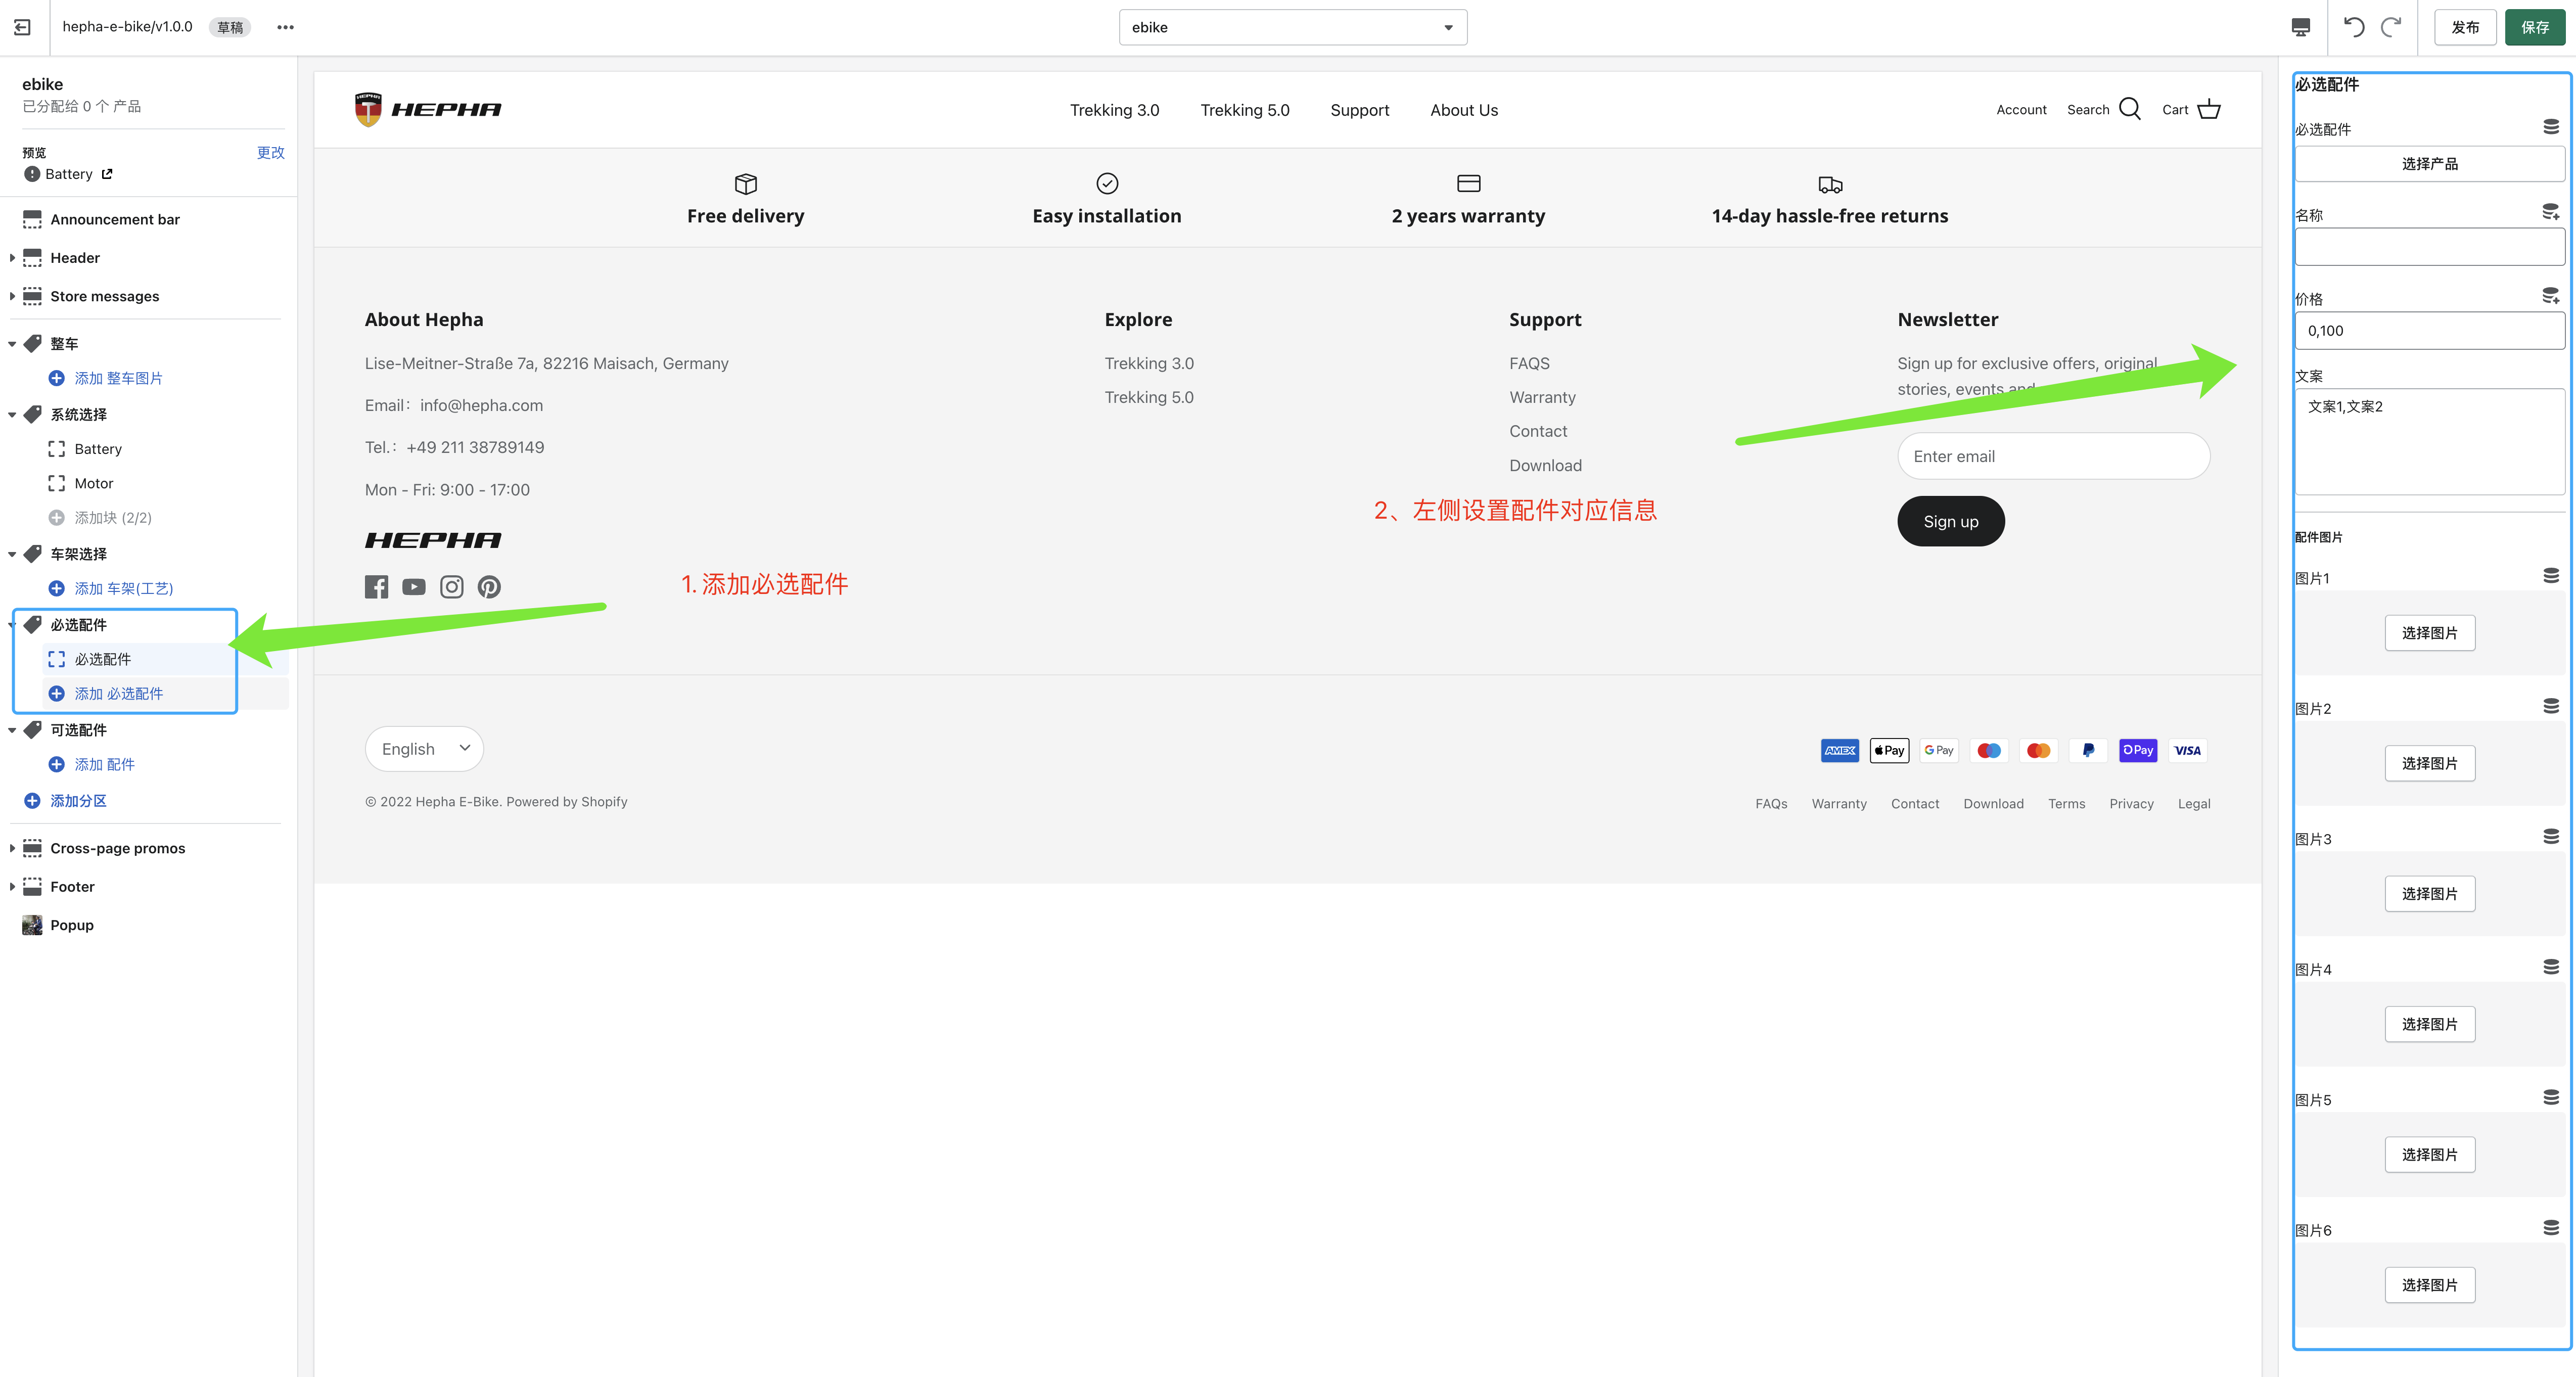 hepha-e-bike/v1.0.0 草稿 •••
ebike
发布 保存
ebike
已分配给 0 个 产品
预览 更改
Battery
Announcement bar
Header
Store messages
整车
添加 整车图片
系统选择
Battery
Motor
添加块 (2/2)
车架选择
添加 车架(工艺)
必选配件
必选配件
添加 必选配件
可选配件
添加 配件
添加分区
Cross-page promos
Footer
Popup
HEPHA HEPHA
Trekking 3.0 Trekking 5.0 Support About Us
Account Search Cart
Free delivery Easy installation 2 years warranty 14-day hassle-free returns
About Hepha
Lise-Meitner-Straße 7a, 82216 Maisach, Germany
Email：info@hepha.com
Tel.：+49 211 38789149
Mon - Fri: 9:00 - 17:00
HEPHA
Explore
Trekking 3.0
Trekking 5.0
Support
FAQS
Warranty
Contact
Download
Newsletter
Sign up for exclusive offers, original
stories, events and
Enter email
Sign up
2、左侧设置配件对应信息
1.添加必选配件
English
AMEX Pay G Pay Pay VISA
© 2022 Hepha E-Bike. Powered by Shopify
FAQs Warranty Contact Download Terms Privacy Legal
必选配件
必选配件
选择产品
名称
价格
0,100
文案
文案1,文案2
配件图片
图片1
选择图片
图片2
选择图片
图片3
选择图片
图片4
选择图片
图片5
选择图片
图片6
选择图片